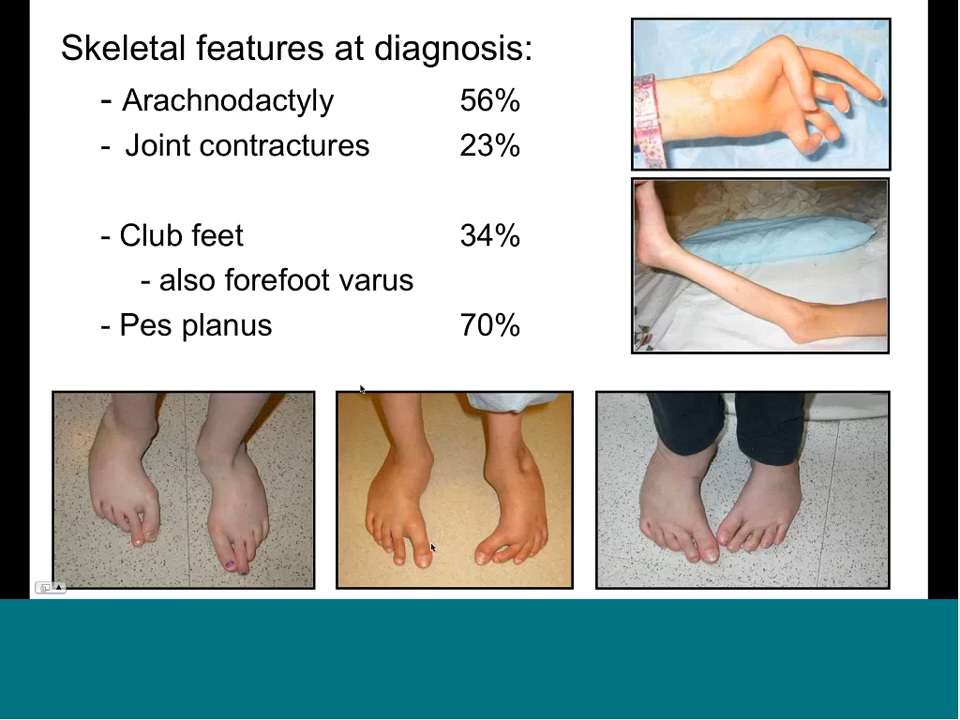 Skeletal features at diagnosis:
- Arachnodactyly 56%
- Joint contractures 23%
- Club feet 34%
- also forefoot varus
- Pes planus 70%